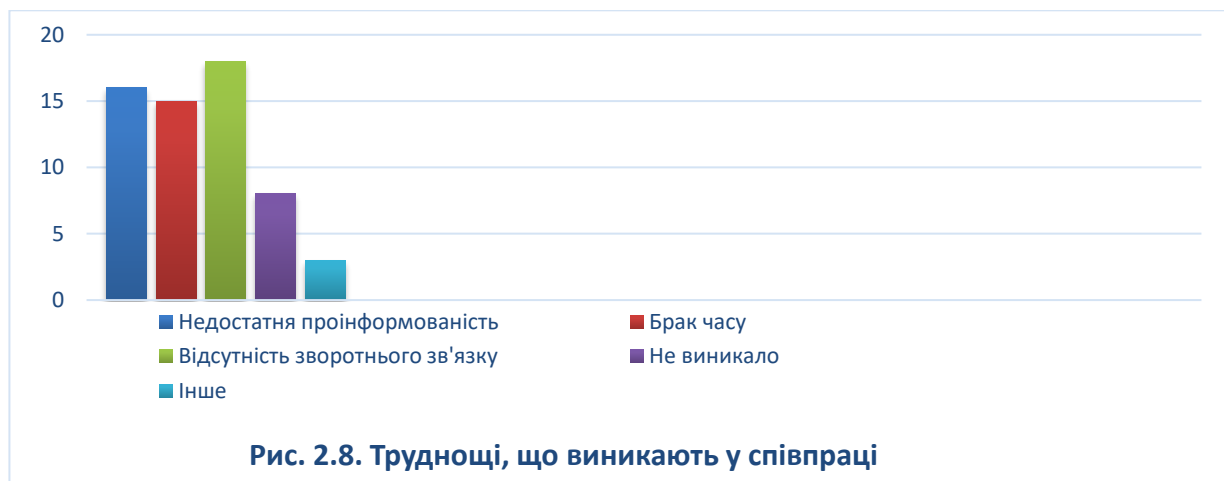 20
15
10
5
0
Недостатня проінформованість
Брак часу
Відсутність зворотнього зв'язку
Не виникало
Інше
Рис. 2.8. Труднощі, що виникають у співпраці